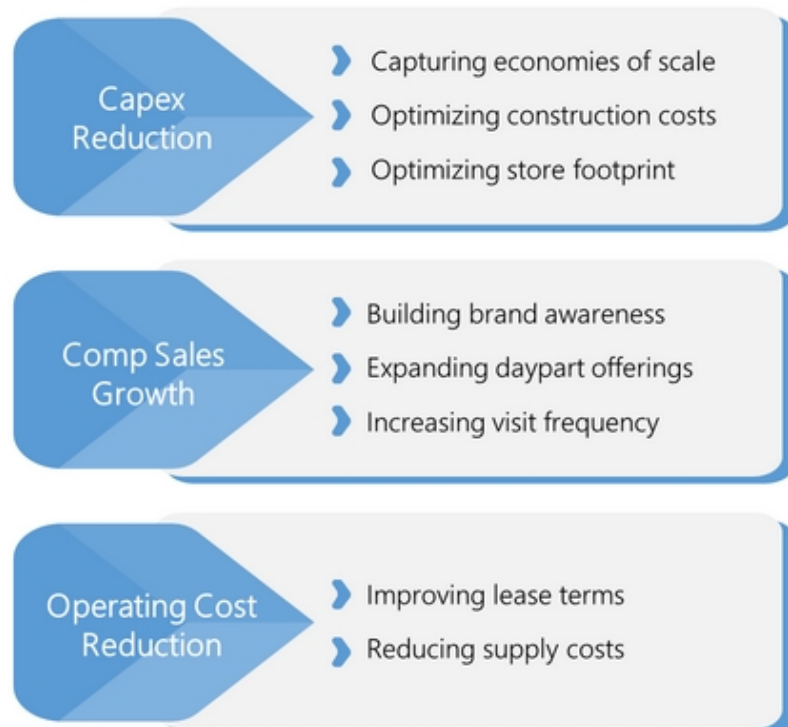 Capex
Reduction
Capturing economies of scale
Optimizing construction costs
Optimizing store footprint
Comp Sales
Growth
Building brand awareness
Expanding daypart offerings
Increasing visit frequency
Operating Cost
Reduction
Improving lease terms
Reducing supply costs